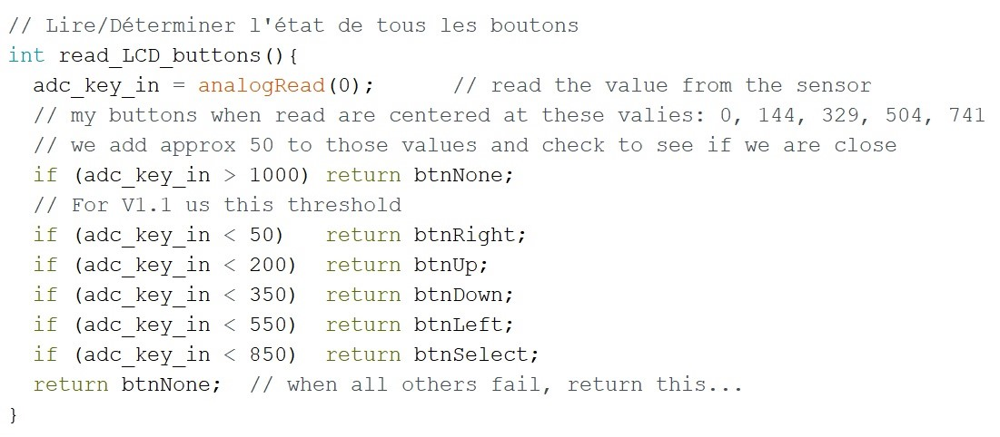 // Lire/Déterminer l'état de tous les boutons
int read_LCD_buttons(){
  adc_key_in = analogRead(0);      // read the value from the sensor
  // my buttons when read are centered at these valies: 0, 144, 329, 504, 741
  // we add approx 50 to those values and check to see if we are close
  if (adc_key_in > 1000) return btnNone;
  // For V1.1 us this threshold
  if (adc_key_in < 50)   return btnRight;
  if (adc_key_in < 200)  return btnUp;
  if (adc_key_in < 350)  return btnDown;
  if (adc_key_in < 550)  return btnLeft;
  if (adc_key_in < 850)  return btnSelect;
  return btnNone;  // when all others fail, return this...
}